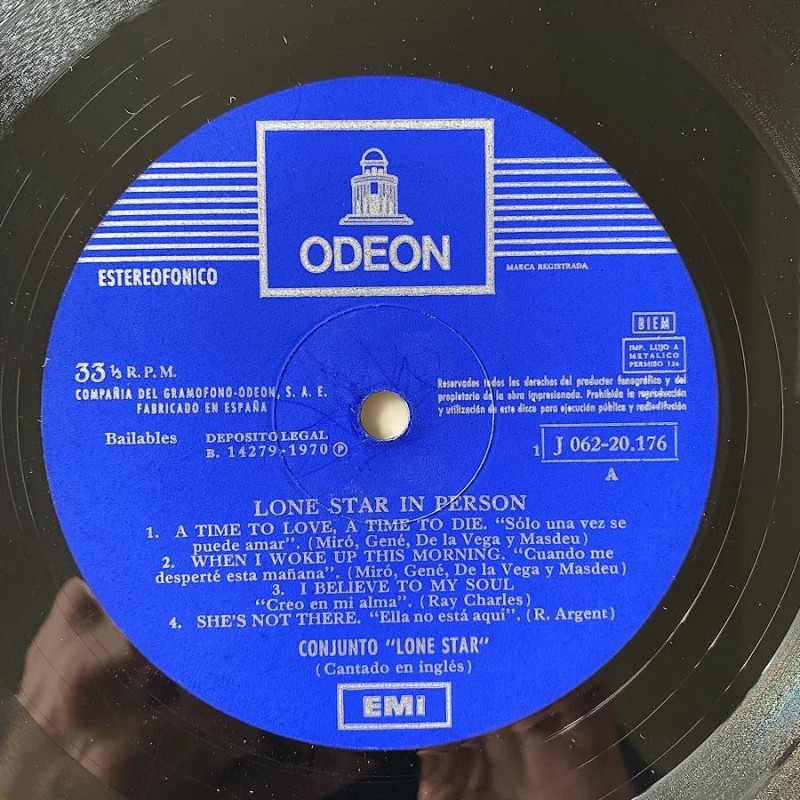 ODEON
ESTEREOFONICO
MARCA REGISTRADA
BIEM
IMP. LUJO A
METALICO
PERMISO 136
33 ⅓ R. P. M.
COMPAÑIA DEL GRAMOFONO-ODEON, S. A. E.
FABRICADO EN ESPAÑA
Reservados todos los derechos del productor fonográfico y del
propietario de la obra impresionada. Prohibida la reproducción
y utilización de este disco para ejecución pública y radiodifusión
Bailables
DEPOSITO LEGAL
B. 14279-1970 Ⓟ
1 J 062-20.176
A
LONE STAR IN PERSON
1. A TIME TO LOVE, A TIME TO DIE. "Sólo una vez se
puede amar". (Miró, Gené, De la Vega y Masdeu)
2. WHEN I WOKE UP THIS MORNING. "Cuando me
desperté esta mañana". (Miró, Gené, De la Vega y Masdeu)
3. I BELIEVE TO MY SOUL
"Creo en mi alma". (Ray Charles)
4. SHE'S NOT THERE. "Ella no está aquí". (R. Argent)
CONJUNTO "LONE STAR"
(Cantado en inglés)
EMI